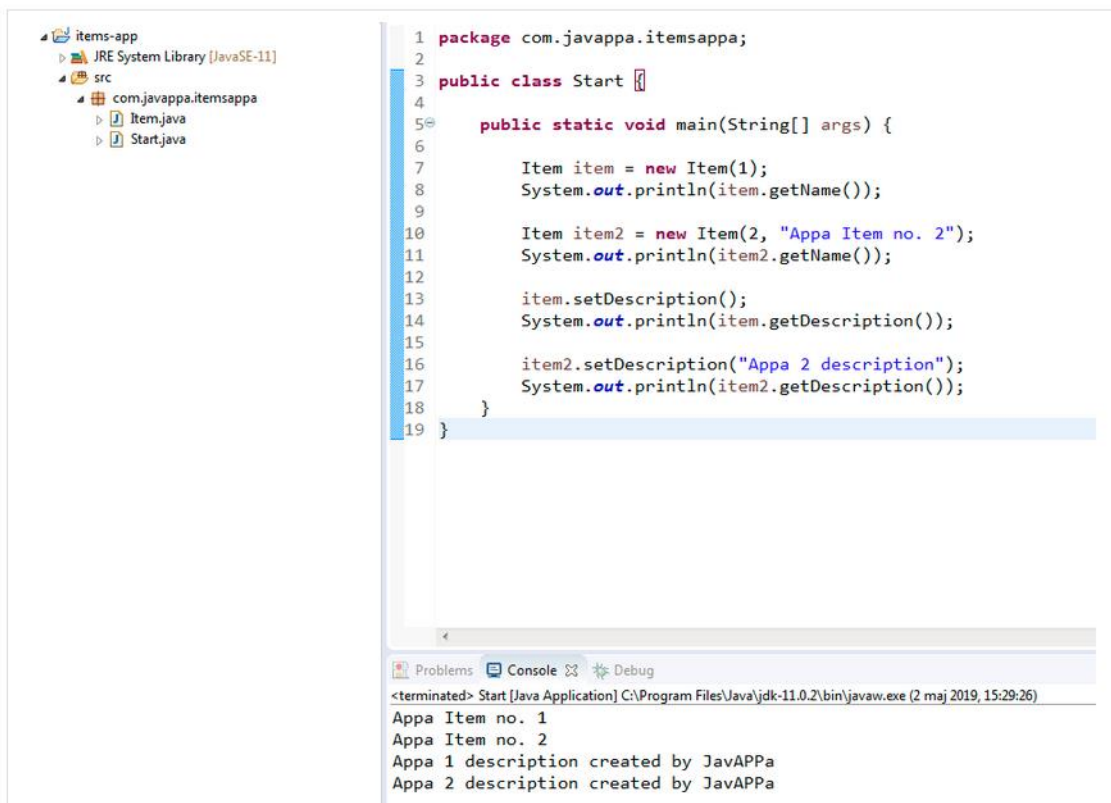 items-app
JRE System Library [JavaSE-11]
src
com.javappa.itemsappa
Item.java
Start.java
1 package com.javappa.itemsappa;
2
3 public class Start {
4
5 public static void main(String[] args) {
6
7 Item item = new Item(1);
8 System.out.println(item.getName());
9
10 Item item2 = new Item(2, "Appa Item no. 2");
11 System.out.println(item2.getName());
12
13 item.setDescription();
14 System.out.println(item.getDescription());
15
16 item2.setDescription("Appa 2 description");
17 System.out.println(item2.getDescription());
18 }
19 }
Problems Console Debug
<terminated> Start [Java Application] C:\Program Files\Java\jdk-11.0.2\bin\javaw.exe (2 maj 2019, 15:29:26)
Appa Item no. 1
Appa Item no. 2
Appa 1 description created by JavAPPa
Appa 2 description created by JavAPPa